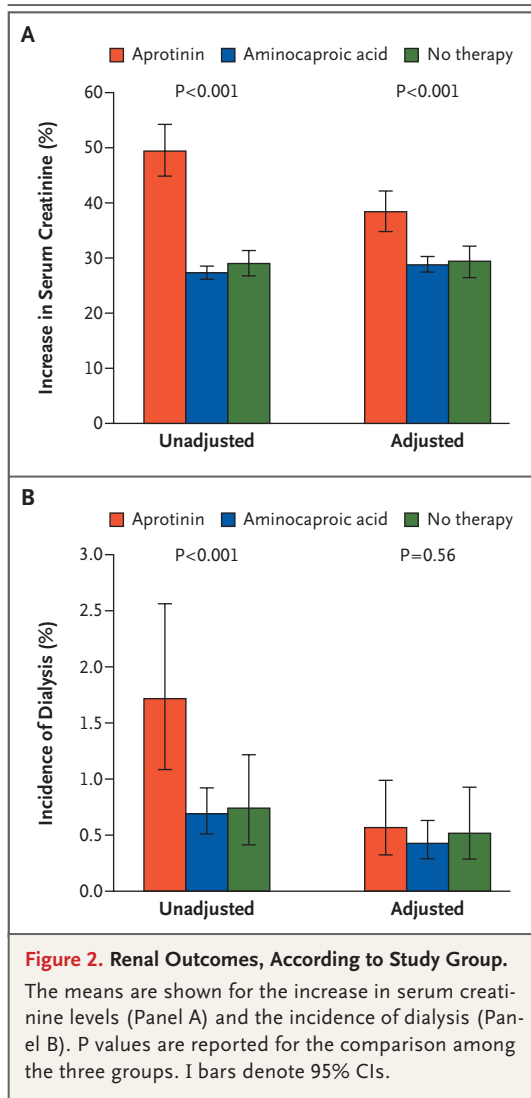 A
Aprotinin Aminocaproic acid No therapy
P<0.001 P<0.001
60
50
40
30
20
10
0
Increase in Serum Creatinine (%)
Unadjusted Adjusted
B
Aprotinin Aminocaproic acid No therapy
P<0.001 P=0.56
3.0
2.5
2.0
1.5
1.0
0.5
0.0
Incidence of Dialysis (%)
Unadjusted Adjusted
Figure 2. Renal Outcomes, According to Study Group.
The means are shown for the increase in serum creati-
nine levels (Panel A) and the incidence of dialysis (Pan-
el B). P values are reported for the comparison among
the three groups. I bars denote 95% CIs.